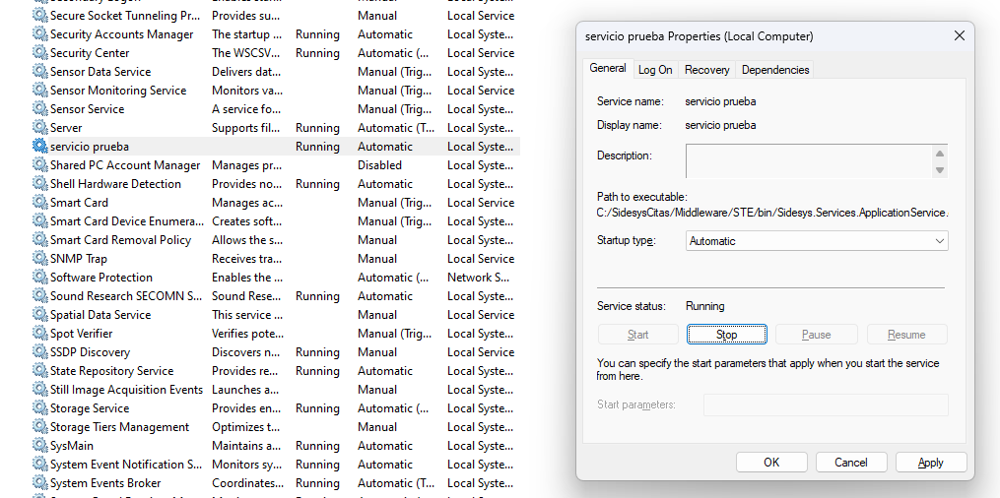 Secure Socket Tunneling Pr... Provides su... Manual Local Service
Security Accounts Manager The startup ... Running Automatic Local Syste...
Security Center The WSCSV... Running Automatic (... Local Service
Sensor Data Service Delivers dat... Manual (Trig... Local Syste...
Sensor Monitoring Service Monitors va... Manual (Trig... Local Service
Sensor Service A service fo... Manual (Trig... Local Syste...
Server Supports fil... Running Automatic (T... Local Syste...
servicio prueba Running Automatic Local Syste...
Shared PC Account Manager Manages pr... Disabled Local Syste...
Shell Hardware Detection Provides no... Running Automatic Local Syste...
Smart Card Manages ac... Manual (Trig... Local Service
Smart Card Device Enumera... Creates soft... Manual (Trig... Local Syste...
Smart Card Removal Policy Allows the s... Manual Local Syste...
SNMP Trap Receives tra... Manual Local Service
Software Protection Enables the ... Automatic (... Network S...
Sound Research SECOMN S... Sound Rese... Running Automatic Local Syste...
Spatial Data Service This service ... Manual Local Service
Spot Verifier Verifies pote... Manual (Trig... Local Syste...
SSDP Discovery Discovers n... Running Manual Local Service
State Repository Service Provides re... Running Automatic Local Syste...
Still Image Acquisition Events Launches a... Manual Local Syste...
Storage Service Provides en... Running Automatic (... Local Syste...
Storage Tiers Management Optimizes t... Manual Local Syste...
SysMain Maintains a... Running Automatic Local Syste...
System Event Notification S... Monitors sy... Running Automatic Local Syste...
System Events Broker Coordinates... Running Automatic (T... Local Syste...
servicio prueba Properties (Local Computer)
General Log On Recovery Dependencies
Service name: servicio prueba
Display name: servicio prueba
Description:
Path to executable:
C:/SidesysCitas/Middleware/STE/bin/Sidesys.Services.ApplicationService.
Startup type: Automatic
Service status: Running
Start Stop Pause Resume
You can specify the start parameters that apply when you start the service
from here.
Start parameters:
OK Cancel Apply